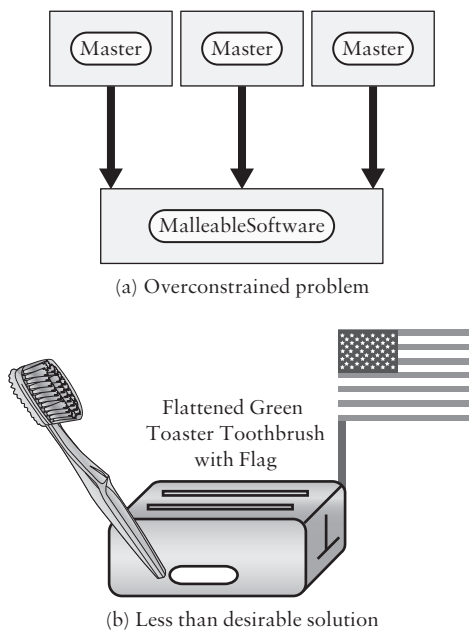 Master Master Master
MalleableSoftware
(a) Overconstrained problem
Flattened Green
Toaster Toothbrush
with Flag
(b) Less than desirable solution